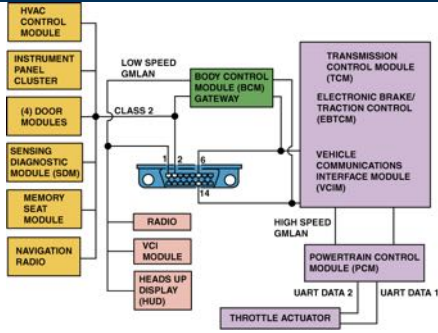 HVAC
CONTROL
MODULE
INSTRUMENT
PANEL
CLUSTER
(4) DOOR
MODULES
SENSING
DIAGNOSTIC
MODULE (SDM)
MEMORY
SEAT
MODULE
NAVIGATION
RADIO
LOW SPEED
GMLAN
CLASS 2
BODY CONTROL
MODULE (BCM)
GATEWAY
1 2 6
14
RADIO
VCI
MODULE
HEADS UP
DISPLAY
(HUD)
TRANSMISSION
CONTROL MODULE
(TCM)
ELECTRONIC BRAKE/
TRACTION CONTROL
(EBTCM)
VEHICLE
COMMUNICATIONS
INTERFACE MODULE
(VCIM)
HIGH SPEED
GMLAN
POWERTRAIN CONTROL
MODULE (PCM)
UART DATA 2
UART DATA 1
THROTTLE ACTUATOR